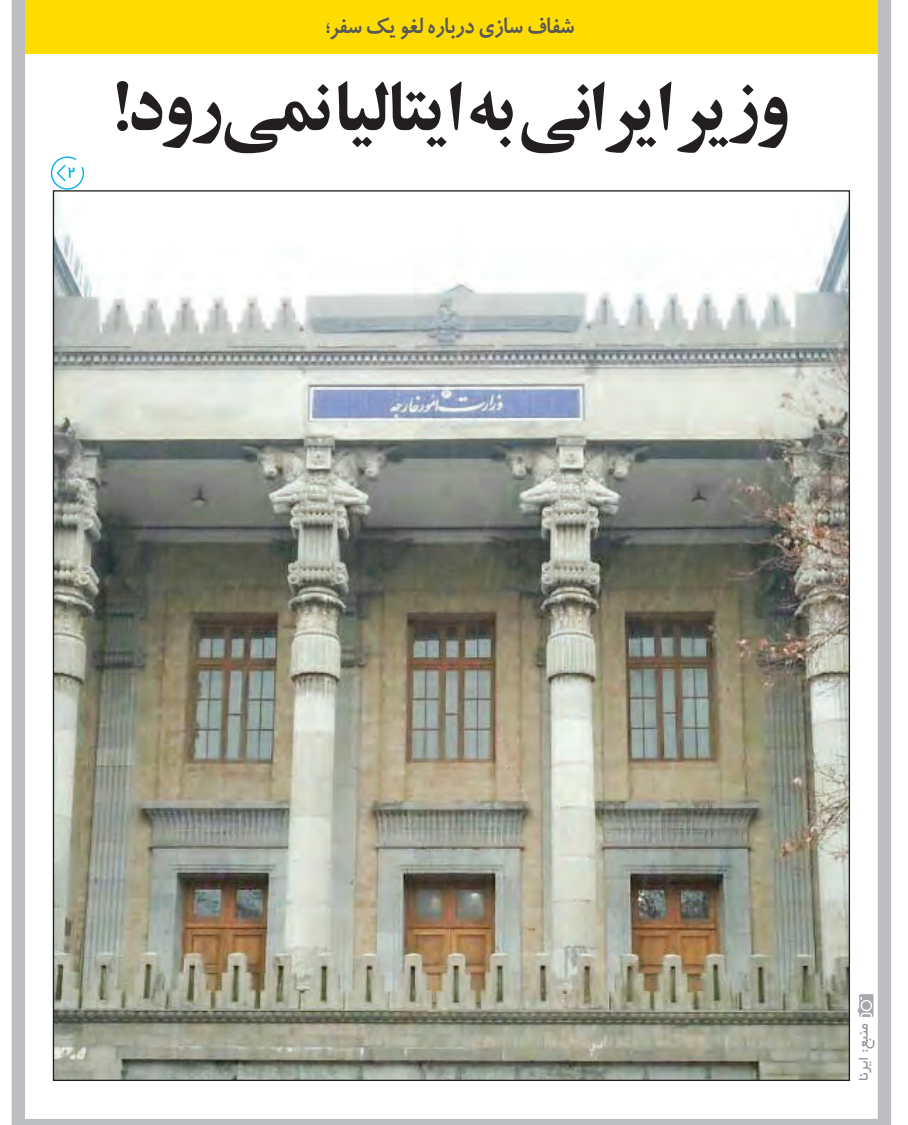 شفاف سازی درباره لغو یک سفر؛
وزیر ایرانی به ایتالیا نمی‌رود!
۲
وزارت امور خارجه
منبع: ایرنا